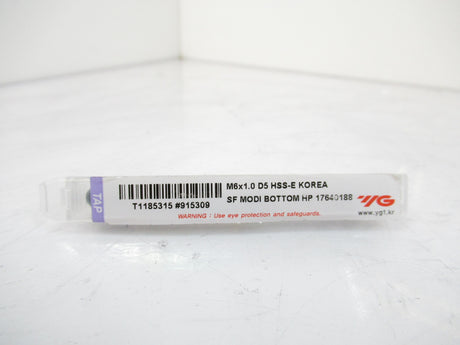 TAP
M6x1.0 D5 HSS-E KOREA
T1185315 #915309
SF MODI BOTTOM HP 17640188
WARNING : Use eye protection and safeguards.
YG
www.yg1.kr